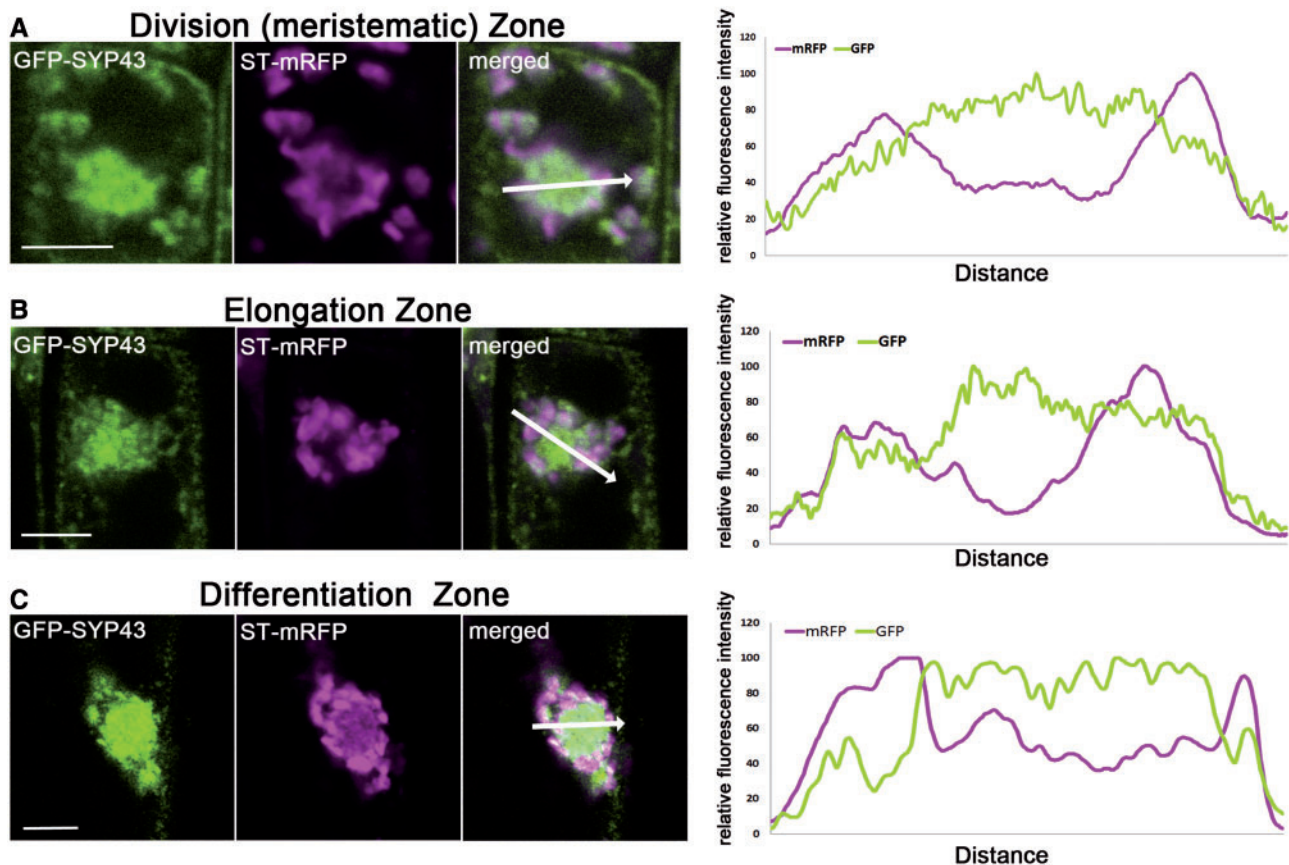 A Division (meristematic) Zone
GFP-SYP43 ST-mRFP merged
relative fluorescence intensity
120
100
80
60
40
20
0
mRFP GFP
Distance
B Elongation Zone
GFP-SYP43 ST-mRFP merged
relative fluorescence intensity
120
100
80
60
40
20
0
mRFP GFP
Distance
C Differentiation Zone
GFP-SYP43 ST-mRFP merged
relative fluorescence intensity
120
100
80
60
40
20
0
mRFP GFP
Distance